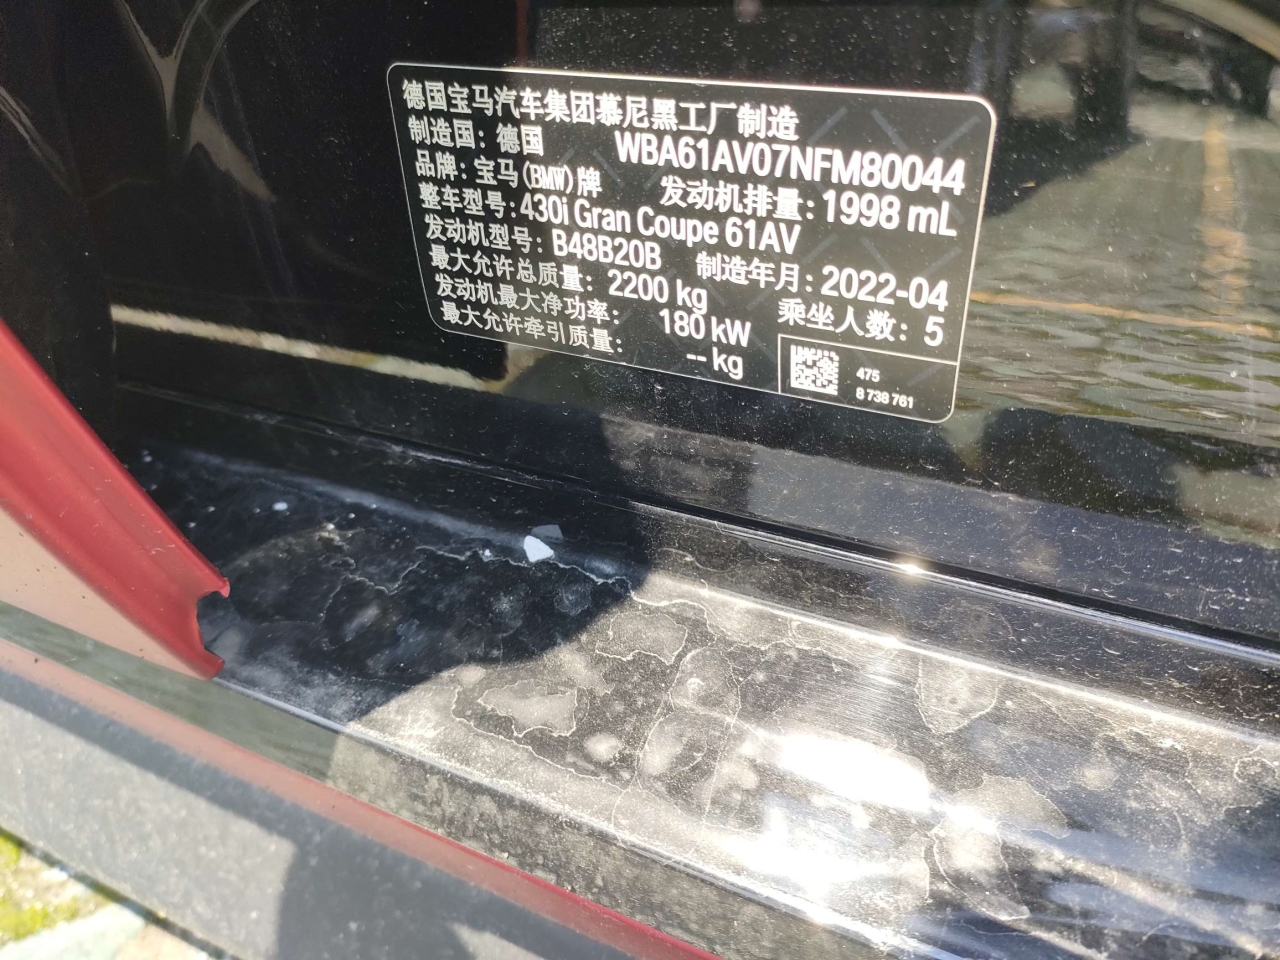 德国宝马汽车集团慕尼黑工厂制造
制造国: 德国 WBA61AV07NFM80044
品牌: 宝马(BMW)牌 发动机排量: 1998 mL
整车型号: 430i Gran Coupe 61AV
发动机型号: B48B20B 制造年月: 2022-04
最大允许总质量: 2200 kg 乘坐人数: 5
发动机最大净功率: 180 kW
最大允许牵引质量: -- kg
475
8 738 761